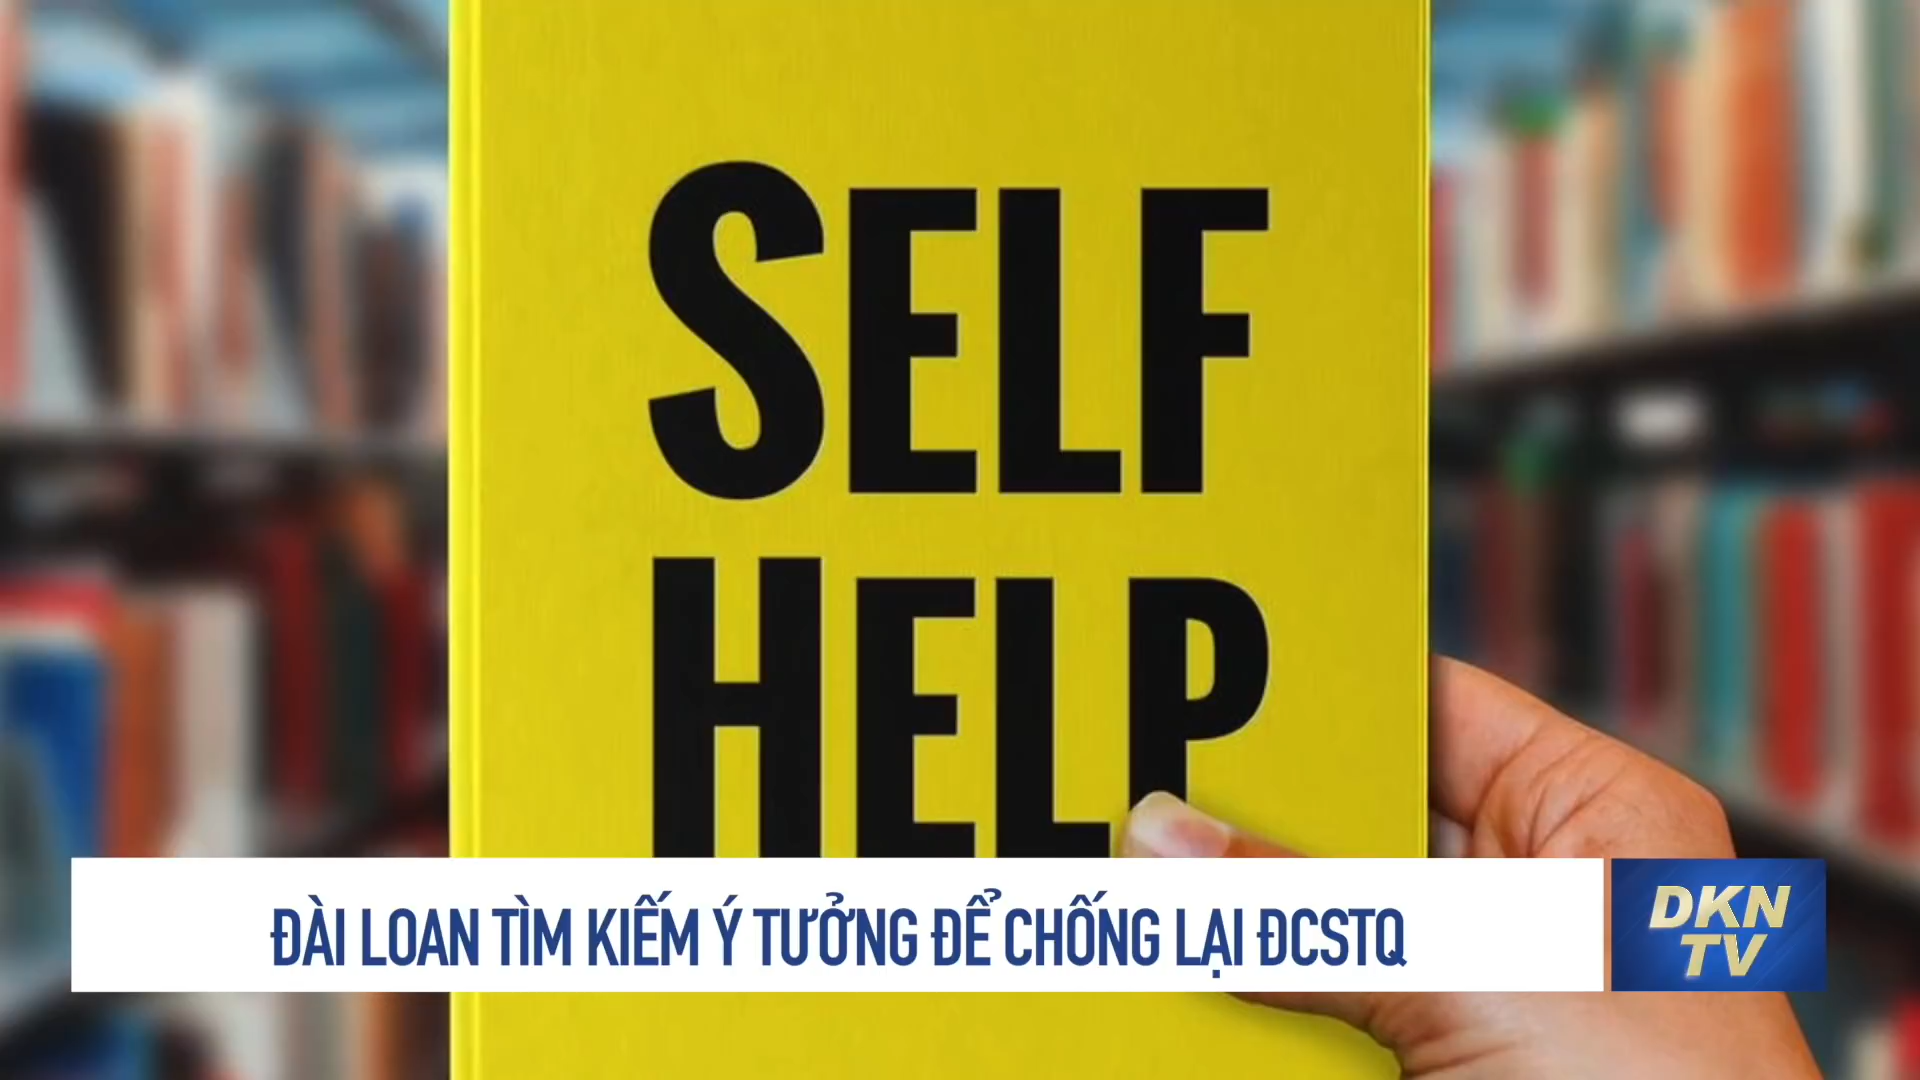 SELF
HELP
ĐÀI LOAN TÌM KIẾM Ý TƯỞNG ĐỂ CHỐNG LẠI ĐCSTQ
DKN
TV